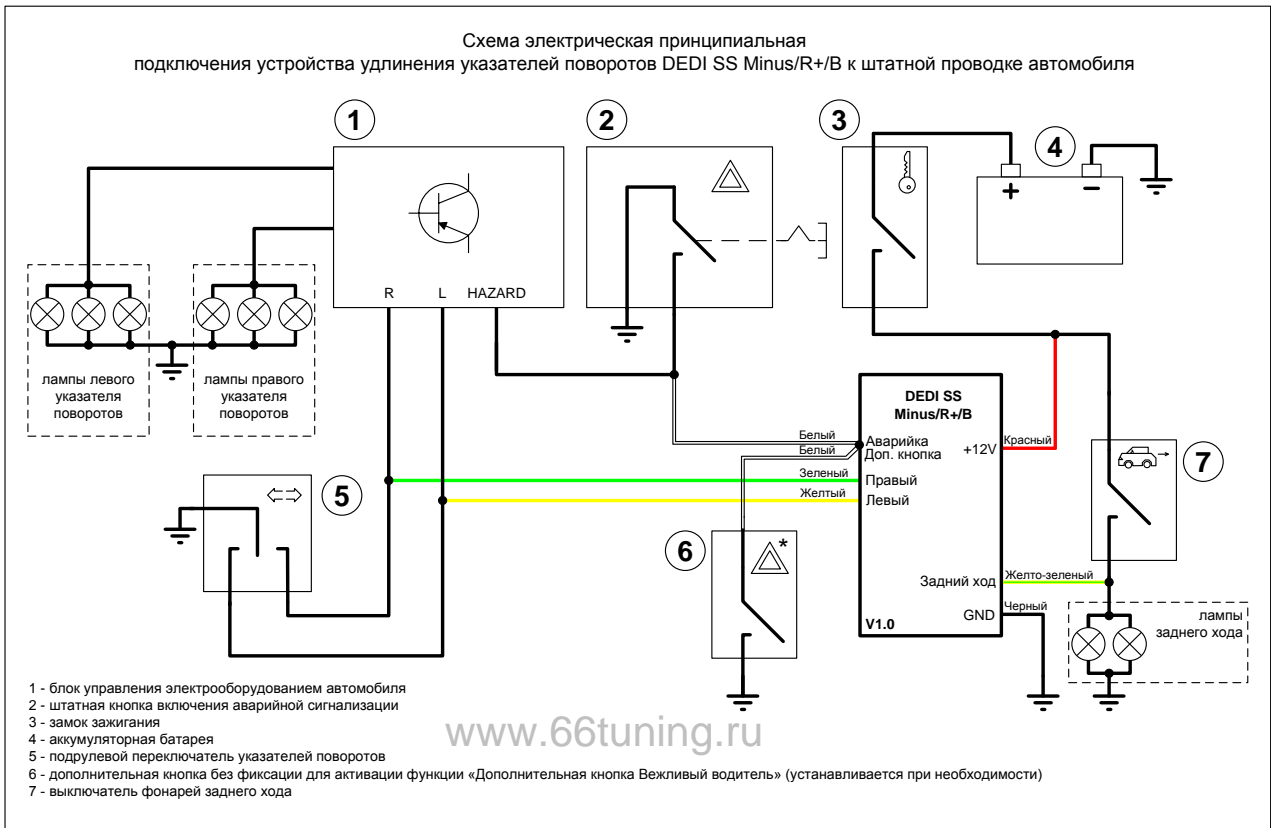 Схема электрическая принципиальная
подключения устройства удлинения указателей поворотов DEDI SS Minus/R+/B к штатной проводке автомобиля
1
2
3
4
+
−
R
L
HAZARD
лампы левого
указателя
поворотов
лампы правого
указателя
поворотов
DEDI SS
Minus/R+/B
Белый
Аварийка
Белый
Доп. кнопка
+12V
Красный
Зеленый
Правый
Желтый
Левый
5
6
*
7
Задний ход
Желто-зеленый
GND
Черный
V1.0
лампы
заднего хода
1 - блок управления электрооборудованием автомобиля
2 - штатная кнопка включения аварийной сигнализации
3 - замок зажигания
4 - аккумуляторная батарея
5 - подрулевой переключатель указателей поворотов
6 - дополнительная кнопка без фиксации для активации функции «Дополнительная кнопка Вежливый водитель» (устанавливается при необходимости)
7 - выключатель фонарей заднего хода
www.66tuning.ru